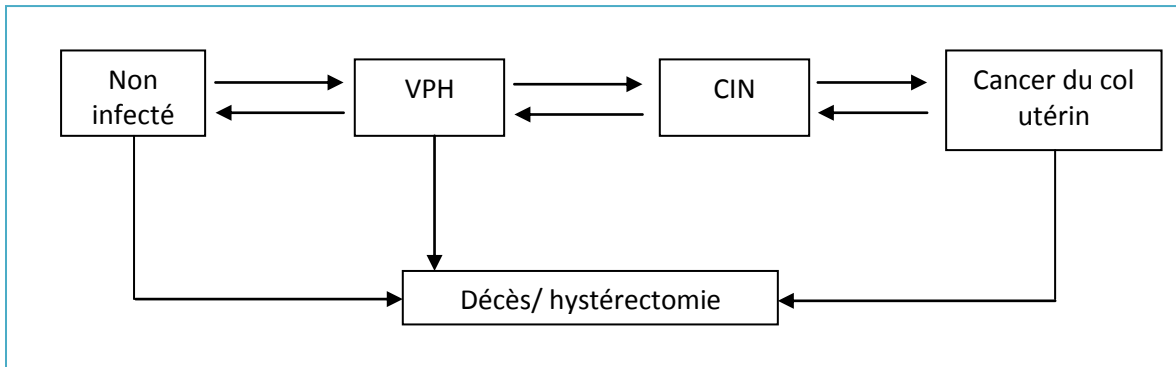 Non
infecté
VPH
CIN
Cancer du col
utérin
Décès/ hystérectomie